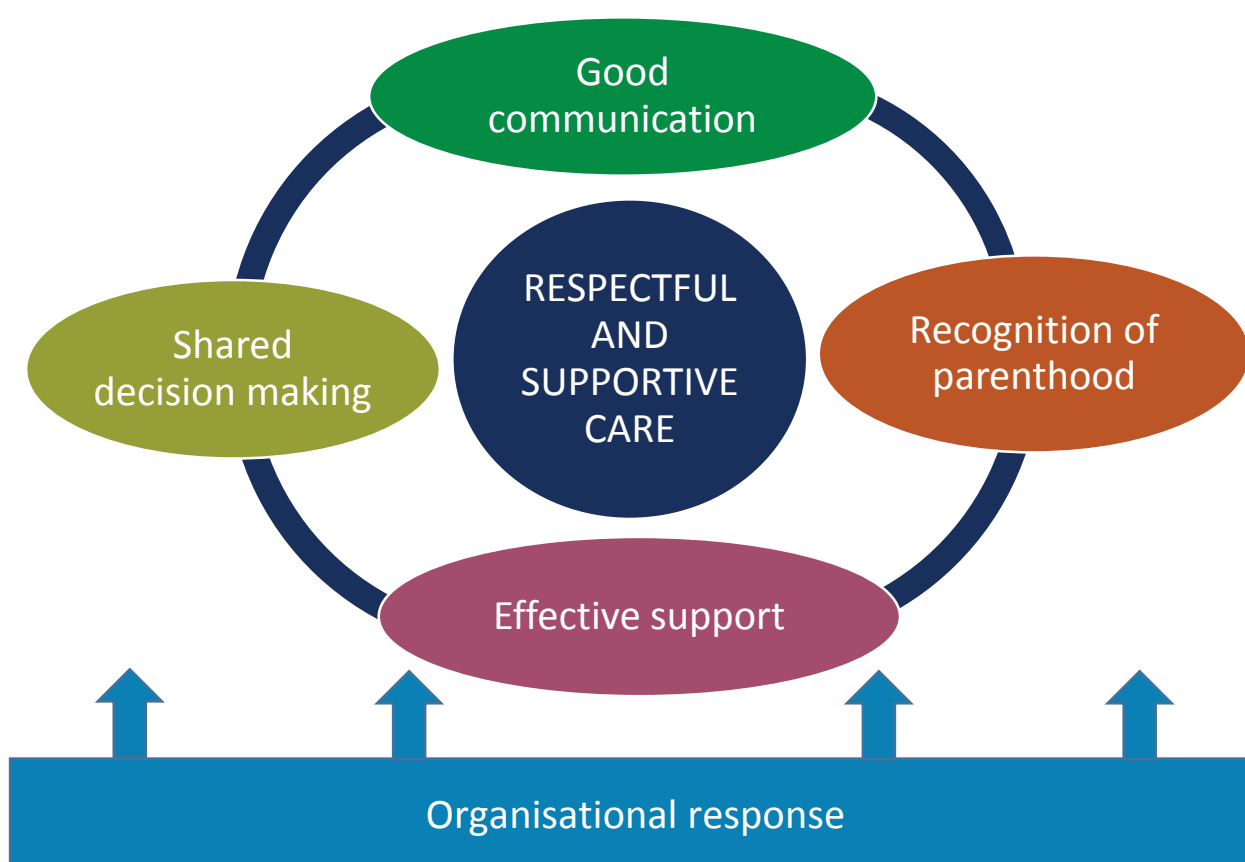 Good
communication
Shared
decision making
RESPECTFUL
AND
SUPPORTIVE
CARE
Recognition of
parenthood
Effective support
Organisational response